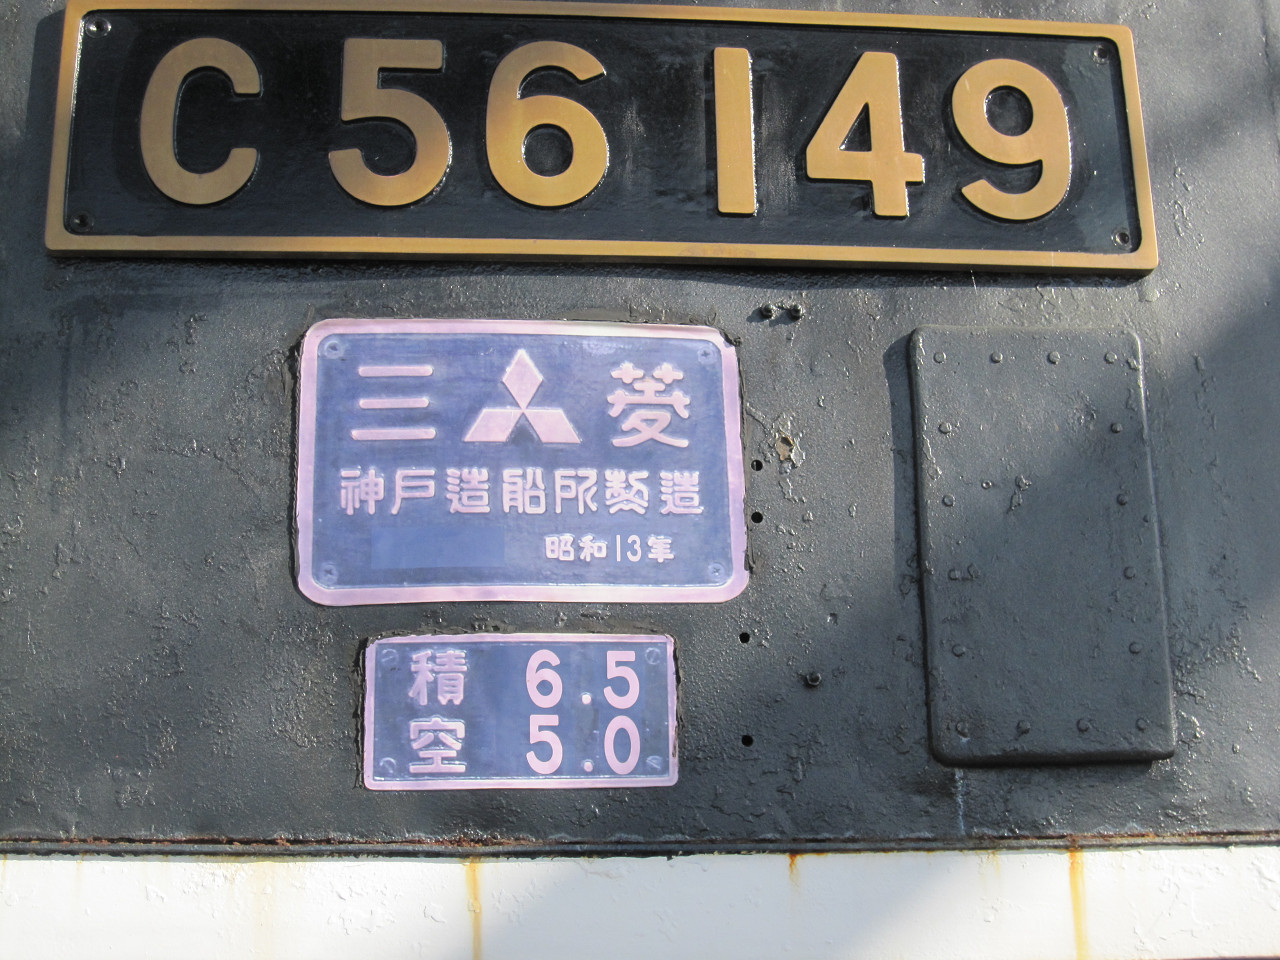 C56 149
三菱
神戸造船所製造
昭和13年
積 6.5
空 5.0